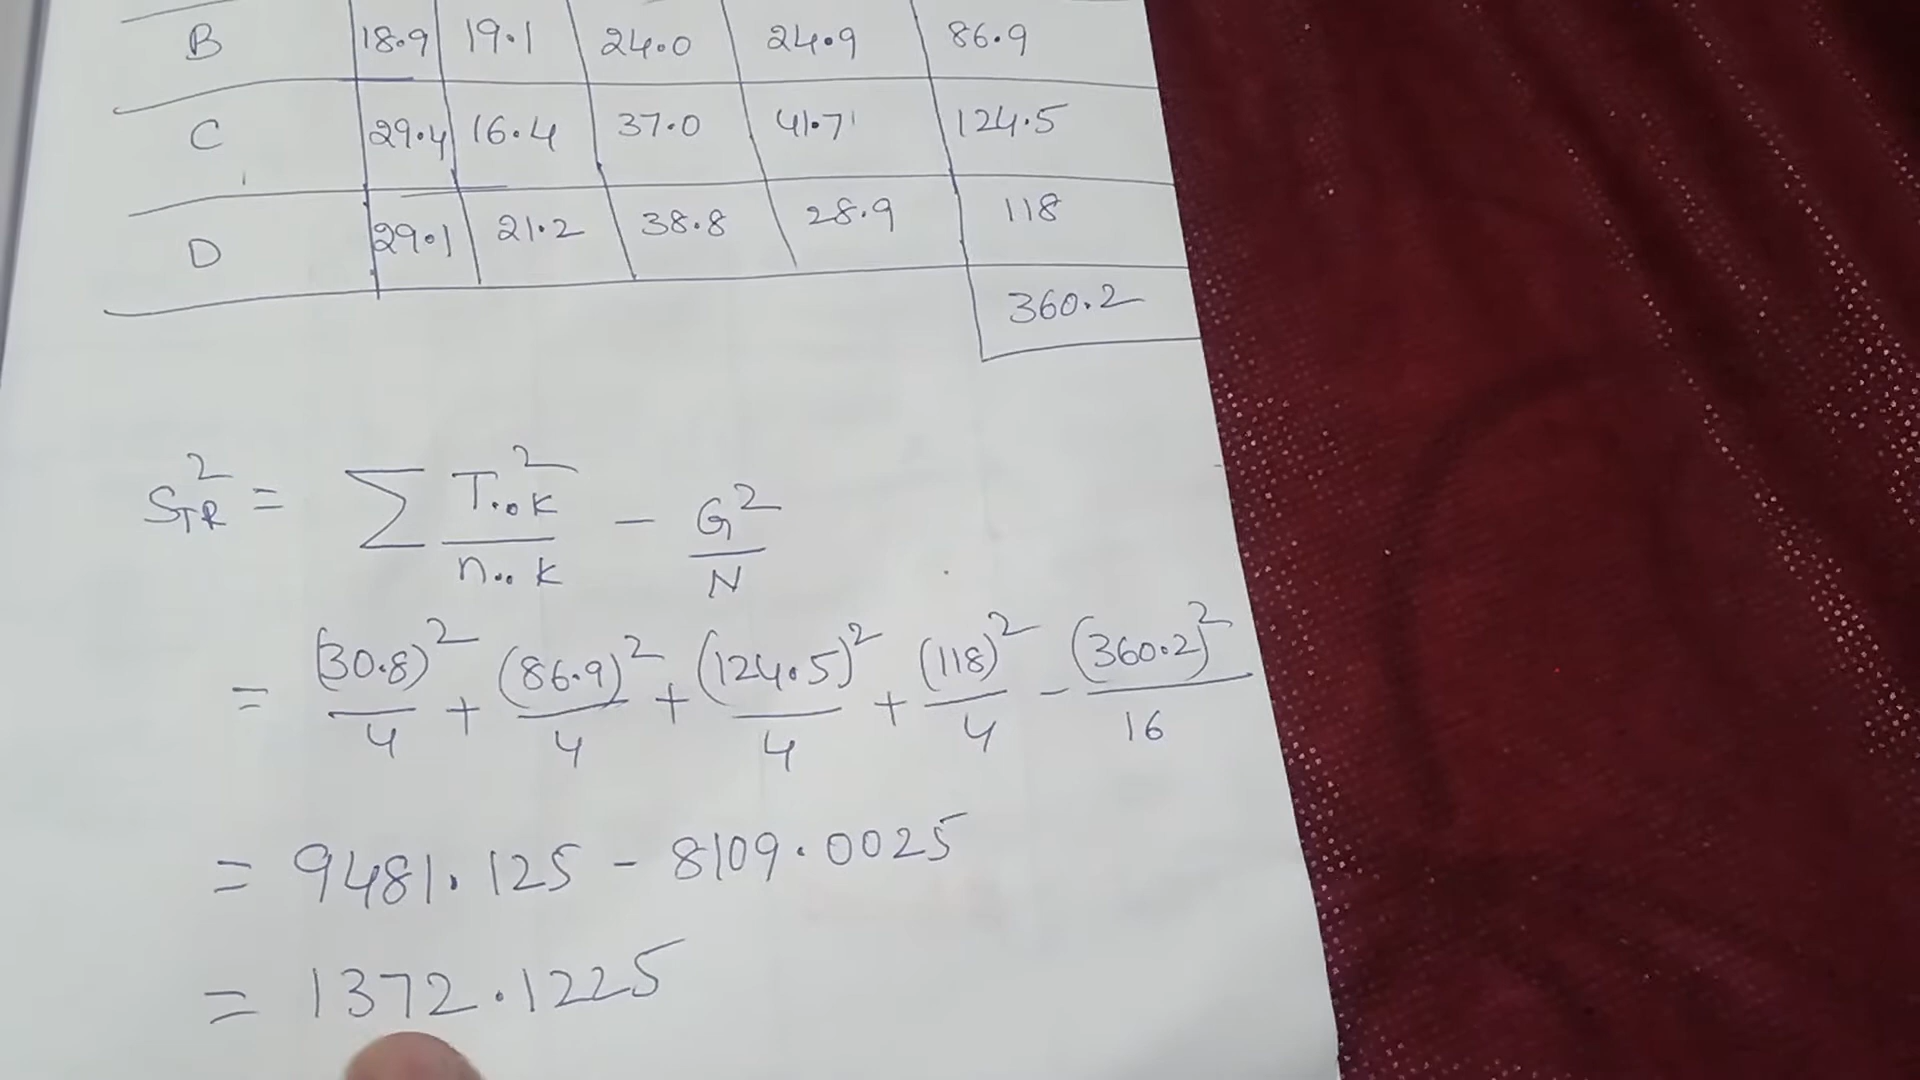 B 18.9 19.1 24.0 24.9 86.9
C 29.4 16.4 37.0 41.7 124.5
D 29.1 21.2 38.8 28.9 118
360.2
S_TR² = Σ T..k² / n..k − G² / N
= (30.8)²/4 + (86.9)²/4 + (124.5)²/4 + (118)²/4 − (360.2)²/16
= 9481.125 − 8109.0025
= 1372.1225